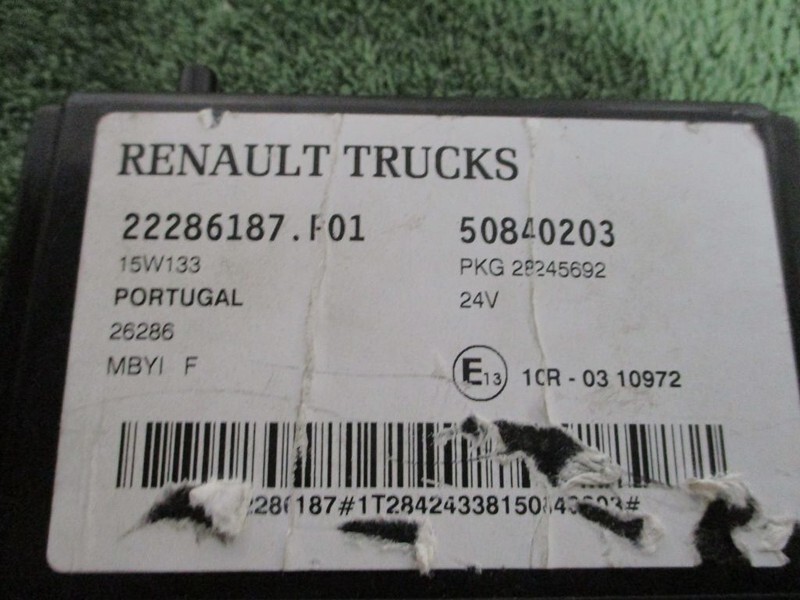 RENAULT TRUCKS
22286187.P01 50840203
15W133 PKG 28245692
PORTUGAL 24V
26286
MBYI F
E13 10R - 03 10972